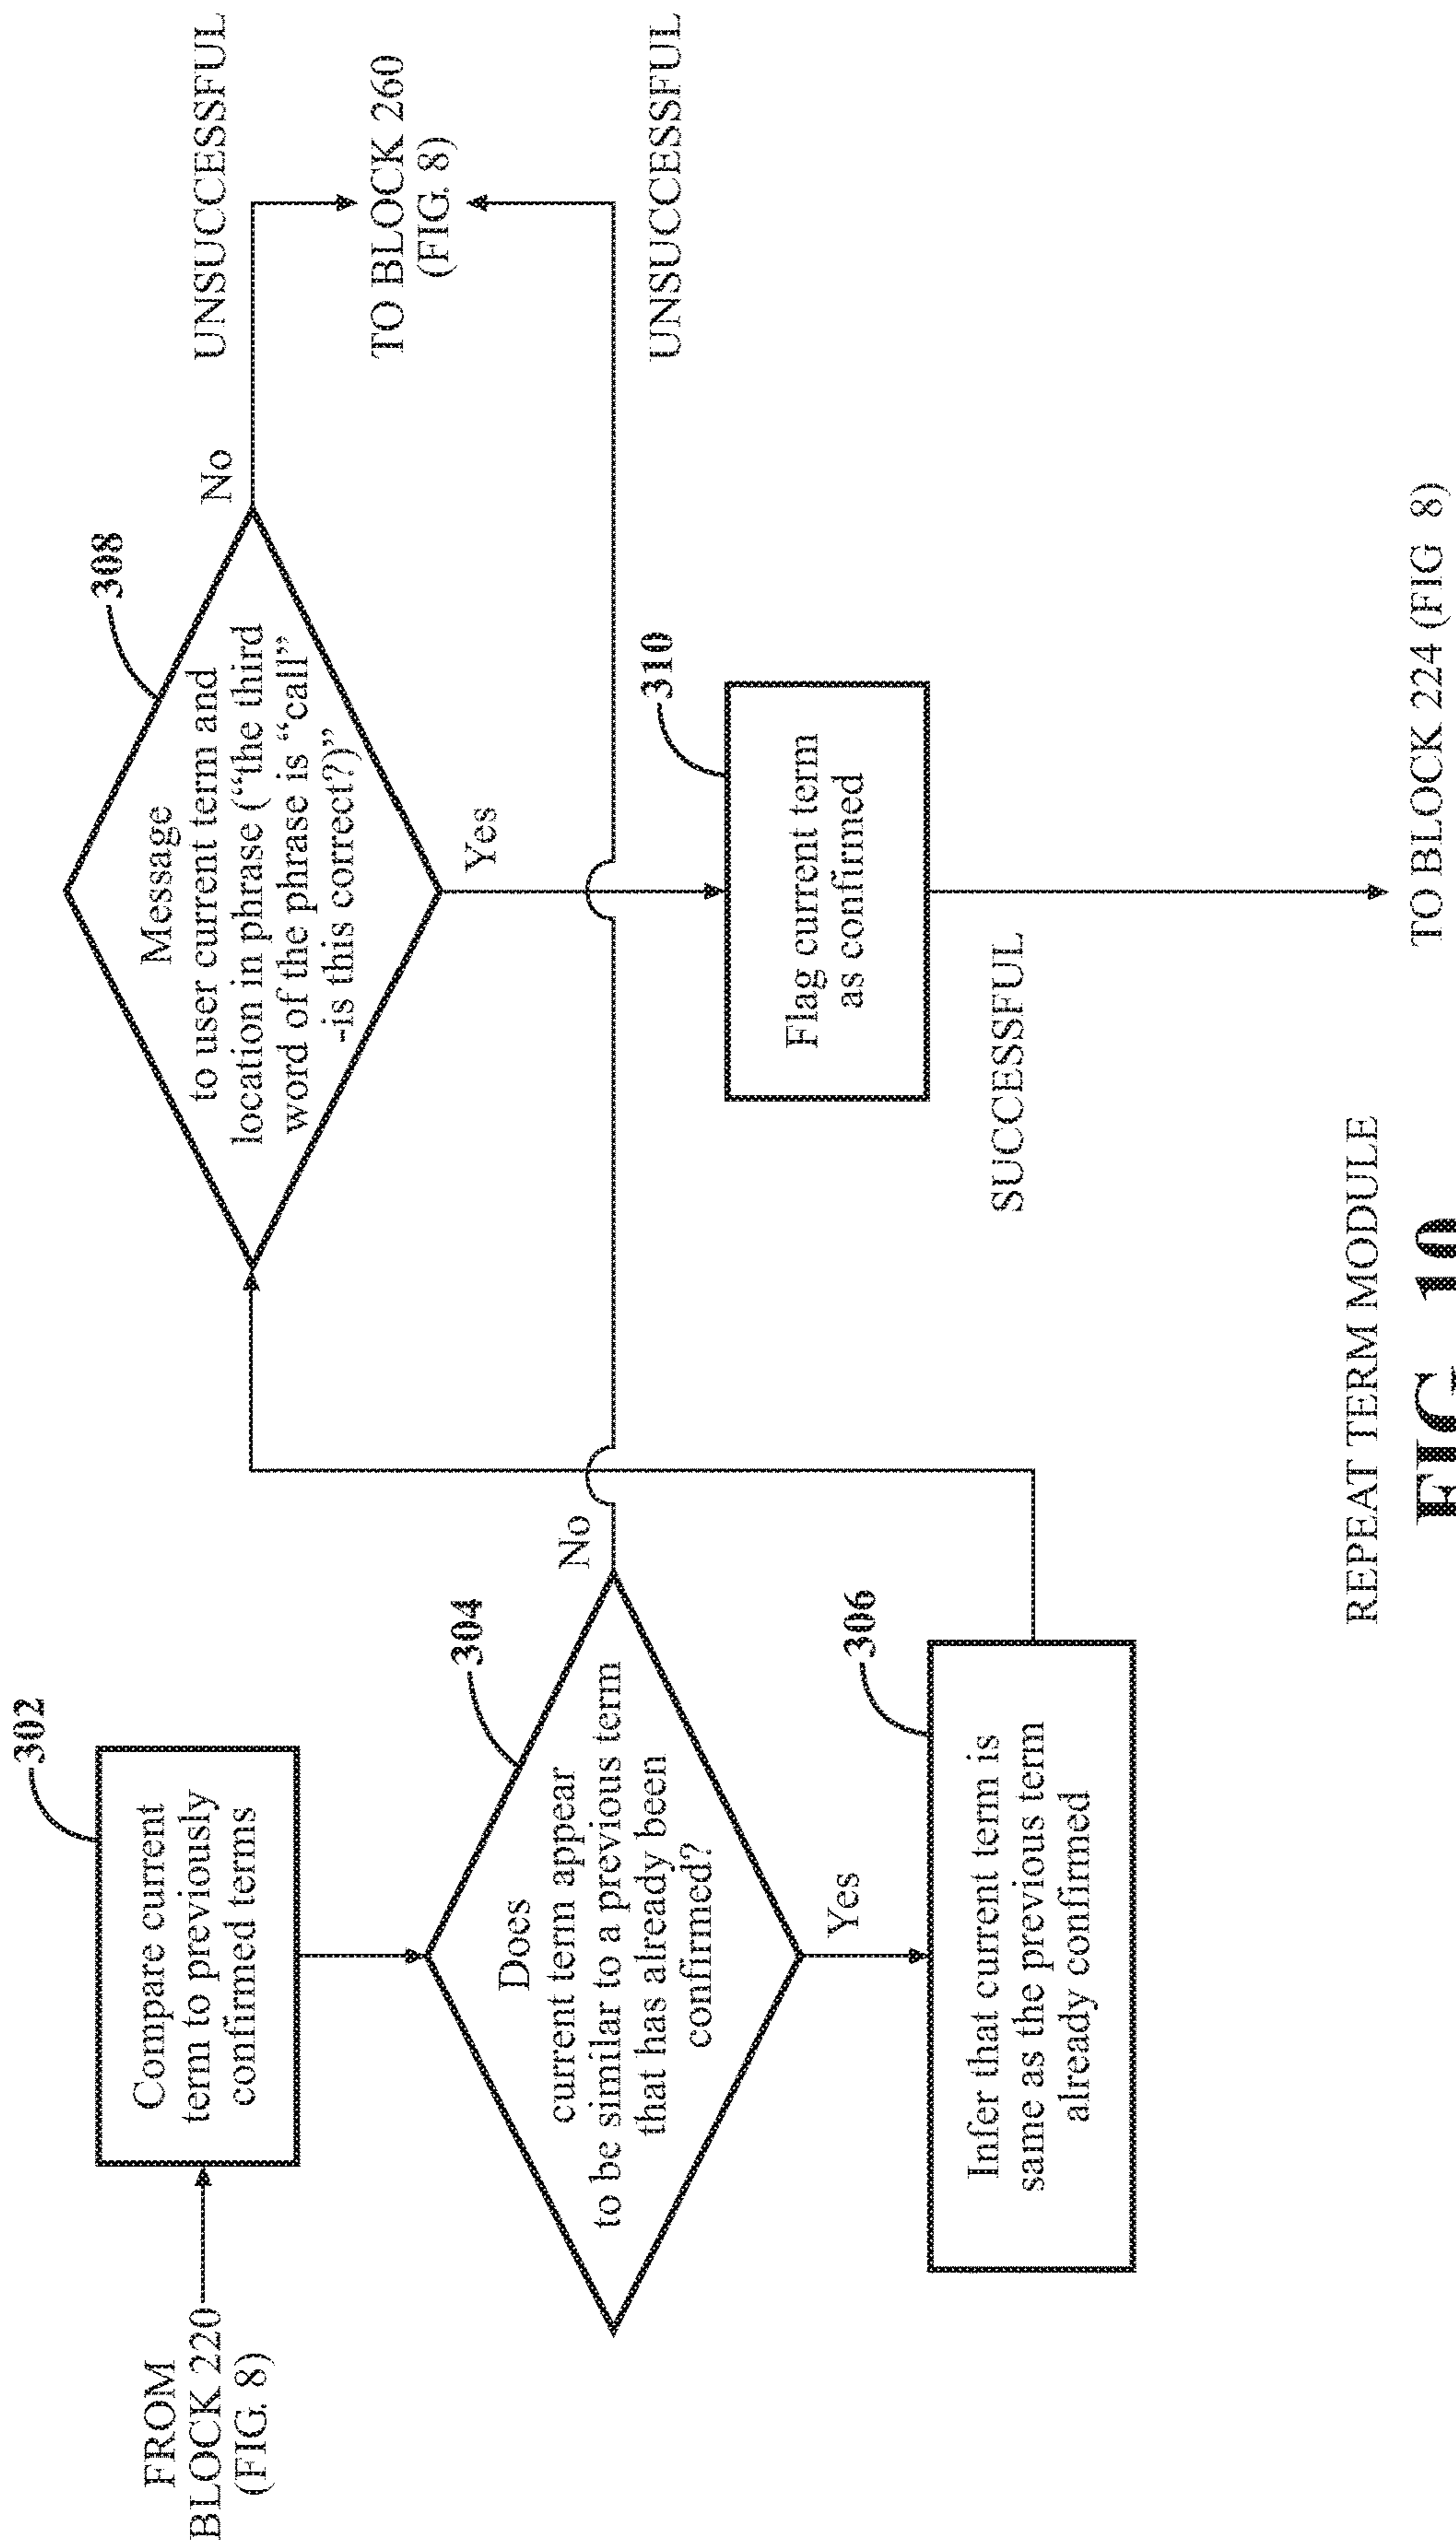 FROM
BLOCK 220
(FIG. 8)
302
Compare current
term to previously
confirmed terms
304
Does
current term appear
to be similar to a previous term
that has already been
confirmed?
No
Yes
306
Infer that current term is
same as the previous term
already confirmed
308
Message
to user current term and
location in phrase (“the third
word of the phrase is “call”
-is this correct?)”
No
Yes
UNSUCCESSFUL
TO BLOCK 260
(FIG. 8)
UNSUCCESSFUL
310
Flag current term
as confirmed
SUCCESSFUL
TO BLOCK 224 (FIG 8)
REPEAT TERM MODULE
FIG. 10